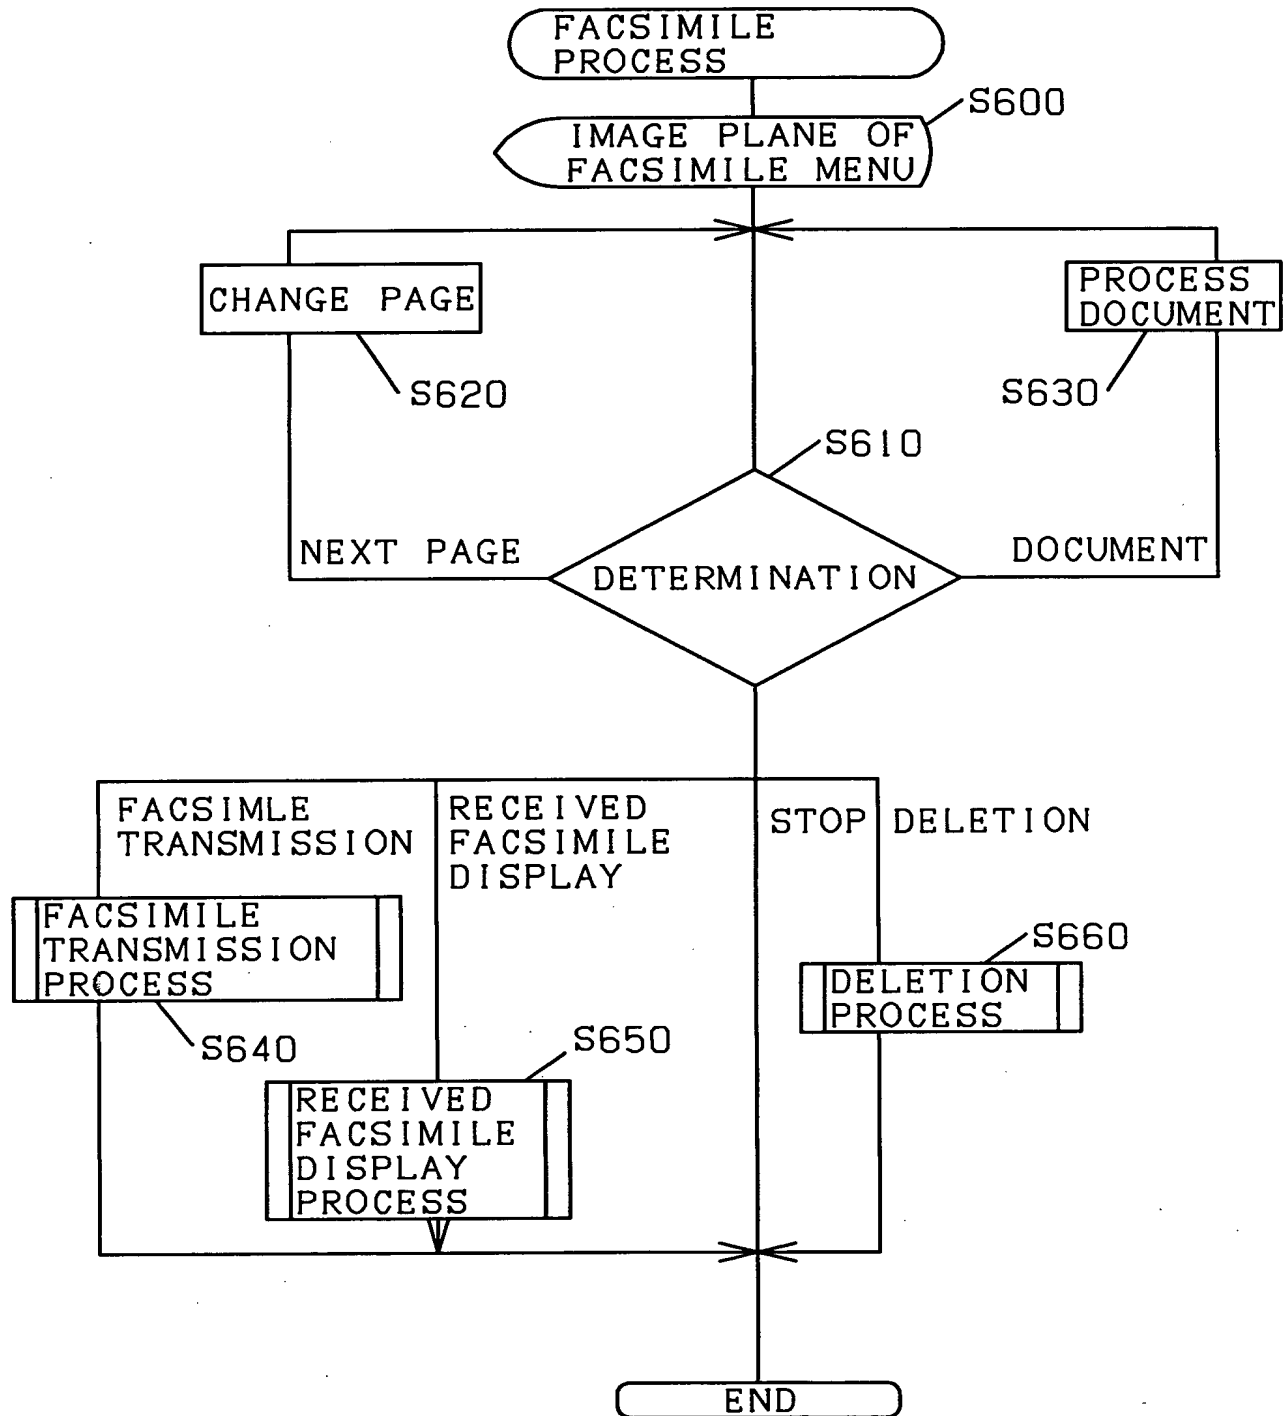 FACSIMILE
PROCESS
S600
IMAGE PLANE OF
FACSIMILE MENU
CHANGE PAGE
PROCESS
DOCUMENT
S620
S630
S610
NEXT PAGE
DOCUMENT
DETERMINATION
FACSIMLE
TRANSMISSION
RECEIVED
FACSIMILE
DISPLAY
STOP
DELETION
FACSIMILE
TRANSMISSION
PROCESS
S660
DELETION
PROCESS
S640
S650
RECEIVED
FACSIMILE
DISPLAY
PROCESS
END